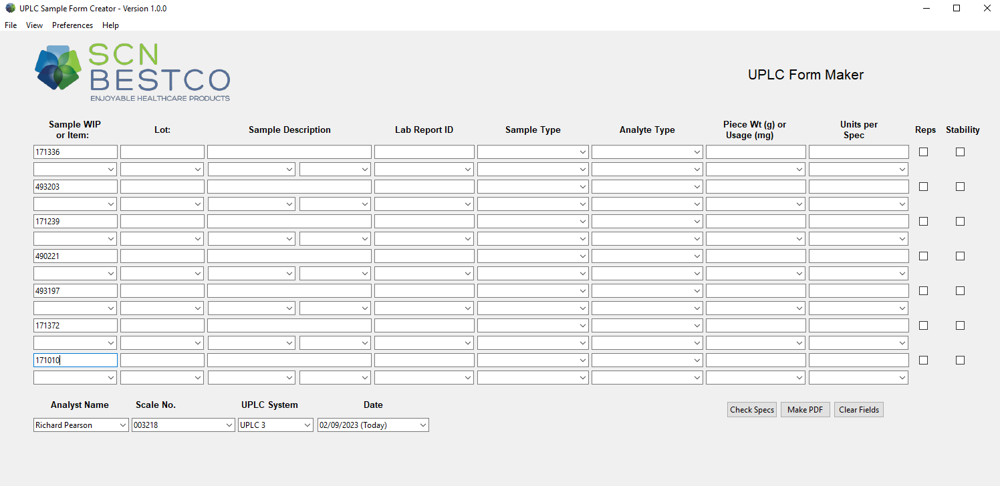 UPLC Sample Form Creator - Version 1.0.0
File View Preferences Help
SCN
BESTCO
ENJOYABLE HEALTHCARE PRODUCTS
UPLC Form Maker
Sample WIP
or Item:
Lot:
Sample Description
Lab Report ID
Sample Type
Analyte Type
Piece Wt (g) or
Usage (mg)
Units per
Spec
Reps
Stability
171336
493203
171239
490221
493197
171372
171010
Analyst Name Scale No. UPLC System Date
Richard Pearson 003218 UPLC 3 02/09/2023 (Today)
Check Specs Make PDF Clear Fields